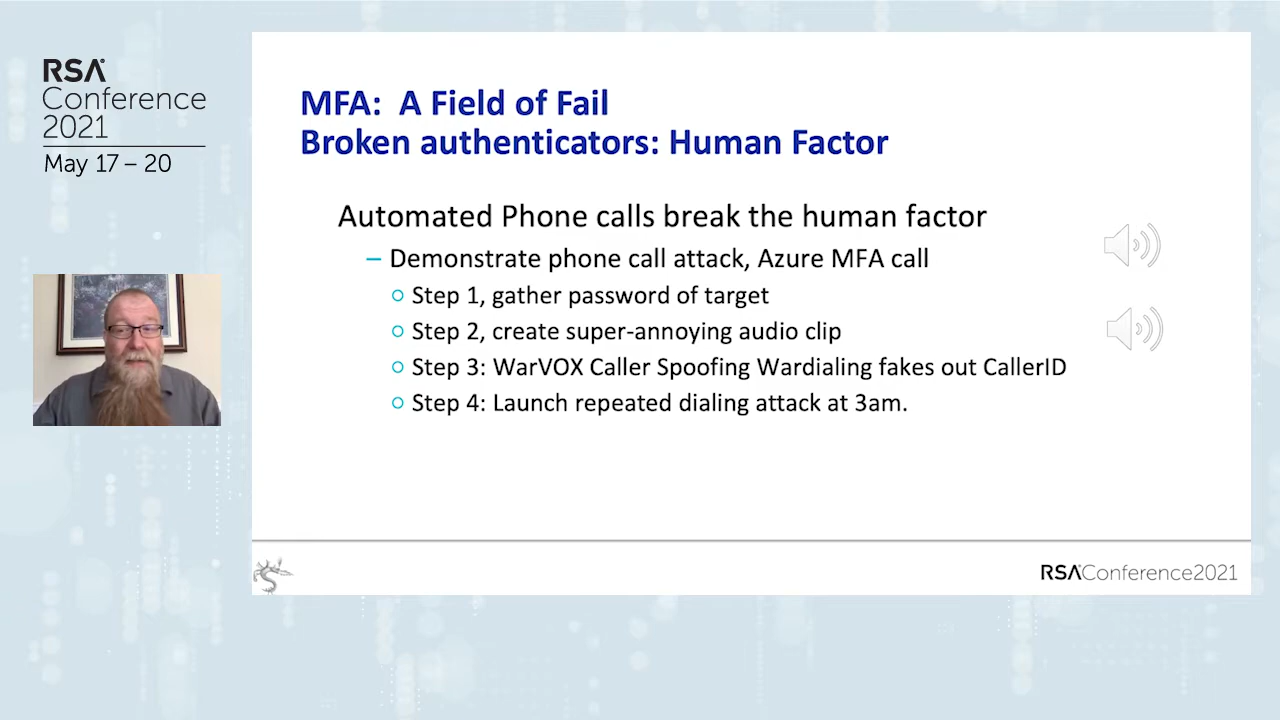 RSA
Conference
2021
May 17 – 20
MFA:  A Field of Fail
Broken authenticators: Human Factor
Automated Phone calls break the human factor
– Demonstrate phone call attack, Azure MFA call
○ Step 1, gather password of target
○ Step 2, create super-annoying audio clip
○ Step 3: WarVOX Caller Spoofing Wardialing fakes out CallerID
○ Step 4: Launch repeated dialing attack at 3am.
RSAConference2021